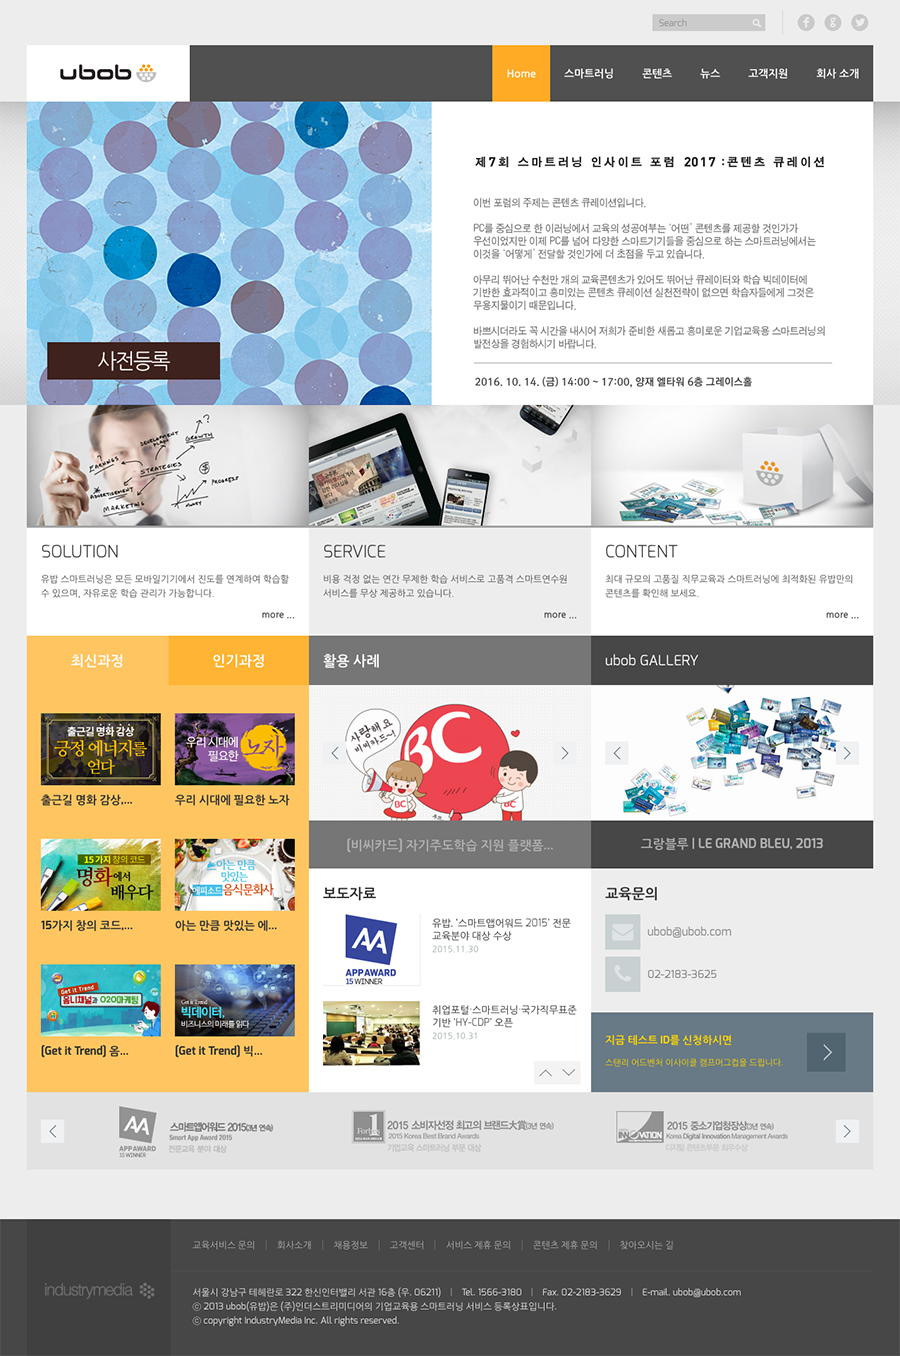 Search
ubob
Home
스마트러닝
콘텐츠
뉴스
고객지원
회사 소개
제7회 스마트러닝 인사이트 포럼 2017 : 콘텐츠 큐레이션
이번 포럼의 주제는 콘텐츠 큐레이션입니다.
PC를 중심으로 한 이러닝에서 교육의 성공여부는 '어떤' 콘텐츠를 제공할 것인가가
우선이었지만 이제 PC를 넘어 다양한 스마트기기들을 중심으로 하는 스마트러닝에서는
이것을 '어떻게' 전달할 것인가에 더 초점을 두고 있습니다.
아무리 뛰어난 수천만 개의 교육콘텐츠가 있어도 뛰어난 큐레이터와 학습 빅데이터에
기반한 효과적이고 흥미있는 콘텐츠 큐레이션 실천전략이 없으면 학습자들에게 그것은
무용지물이기 때문입니다.
바쁘시더라도 꼭 시간을 내시어 저희가 준비한 새롭고 흥미로운 기업교육용 스마트러닝의
발전상을 경험하시기 바랍니다.
2016. 10. 14. (금) 14:00 ~ 17:00, 양재 엘타워 6층 그레이스홀
사전등록
GROWTH
DEVELOPMENT
EARNINGS
STRATEGIES
ADVERTISEMENT
PROGRESS
MARKETING
MONEY
SOLUTION
유밥 스마트러닝은 모든 모바일기기에서 진도를 연계하여 학습할
수 있으며, 자유로운 학습 관리가 가능합니다.
more ...
SERVICE
비용 걱정 없는 연간 무제한 학습 서비스로 고품격 스마트연수원
서비스를 무상 제공하고 있습니다.
more ...
CONTENT
최대 규모의 고품질 직무교육과 스마트러닝에 최적화된 유밥만의
콘텐츠를 확인해 보세요.
more ...
최신과정
인기과정
출근길 명화 감상
긍정 에너지를
얻다
출근길 명화 감상,...
우리 시대에
필요한 노자
우리 시대에 필요한 노자
15가지 창의 코드
명화에서
배우다
15가지 창의 코드,...
아는 만큼
맛있는
에피소드 음식문화사
아는 만큼 맛있는 에...
Get it Trend
옴니채널과 O2O마케팅
[Get it Trend] 옴...
Get it Trend
빅데이터,
비즈니스의 미래를 읽다
[Get it Trend] 빅...
활용 사례
사랑해요
비씨카드~
BC
BC
BC
[비씨카드] 자기주도학습 지원 플랫폼...
ubob GALLERY
그랑블루 | LE GRAND BLEU, 2013
보도자료
APP AWARD
15 WINNER
유밥, '스마트앱어워드 2015' 전문
교육분야 대상 수상
2015.11.30
취업포털·스마트러닝·국가직무표준
기반 'HY-CDP' 오픈
2015.10.31
교육문의
ubob@ubob.com
02-2183-3625
지금 테스트 ID를 신청하시면
스탠리 어드벤처 이사이클 캠프머그컵을 드립니다.
APP AWARD
15 WINNER
스마트앱어워드 2015(3년 연속)
Smart App Award 2015
전문교육 분야 대상
1
Forbes
2015 소비자선정 최고의 브랜드大賞(3년 연속)
2015 Korea Best Brand Awards
기업교육 스마트러닝 부문 대상
INNOVATION
2015 중소기업청장상(3년 연속)
Korea Digital Innovation Management Awards
디지털 콘텐츠부문 최우수상
industrymedia
교육서비스 문의 | 회사소개 | 채용정보 | 고객센터 | 서비스 제휴 문의 | 콘텐츠 제휴 문의 | 찾아오시는 길
서울시 강남구 테헤란로 322 한신인터밸리 서관 16층 (우. 06211) | Tel. 1566-3180 | Fax. 02-2183-3629 | E-mail. ubob@ubob.com
ⓒ 2013 ubob(유밥)은 (주)인더스트리미디어의 기업교육용 스마트러닝 서비스 등록상표입니다.
ⓒ copyright IndustryMedia Inc. All rights reserved.